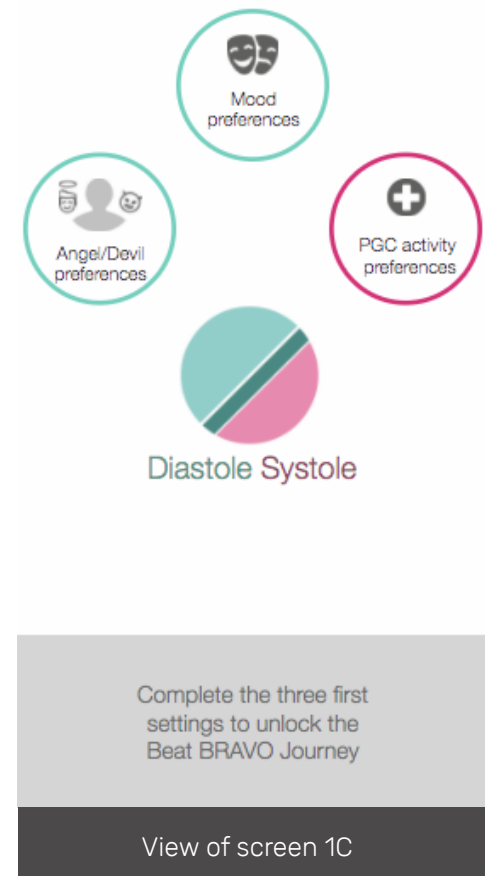 Mood
preferences
Angel/Devil
preferences
PGC activity
preferences
Diastole Systole
Complete the three first
settings to unlock the
Beat BRAVO Journey
View of screen 1C